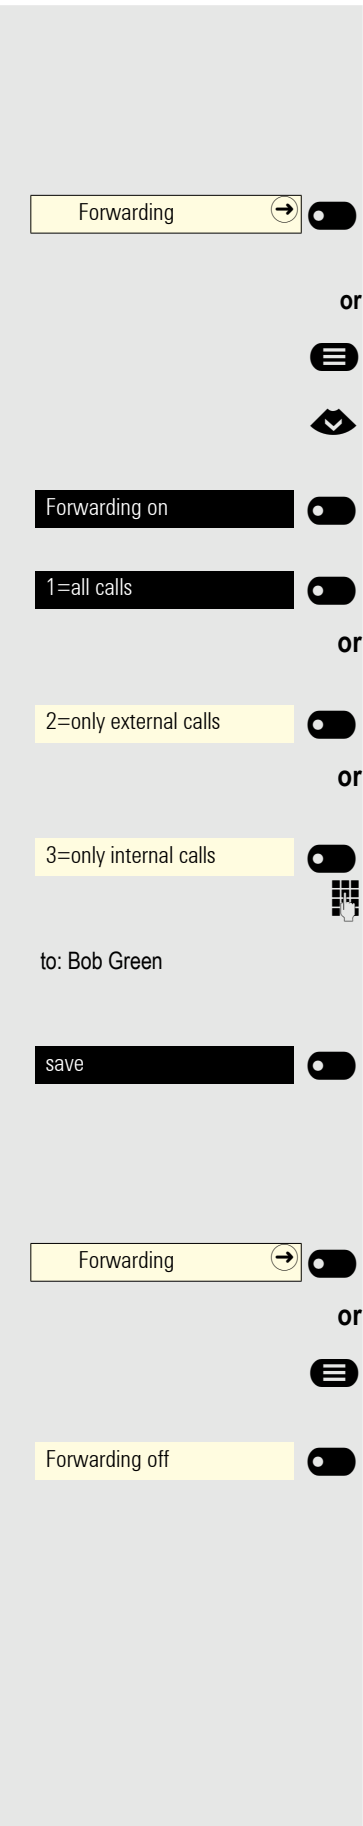 Forwarding
or
Forwarding on
1=all calls
or
2=only external calls
or
3=only internal calls
to: Bob Green
save
Forwarding
or
Forwarding off